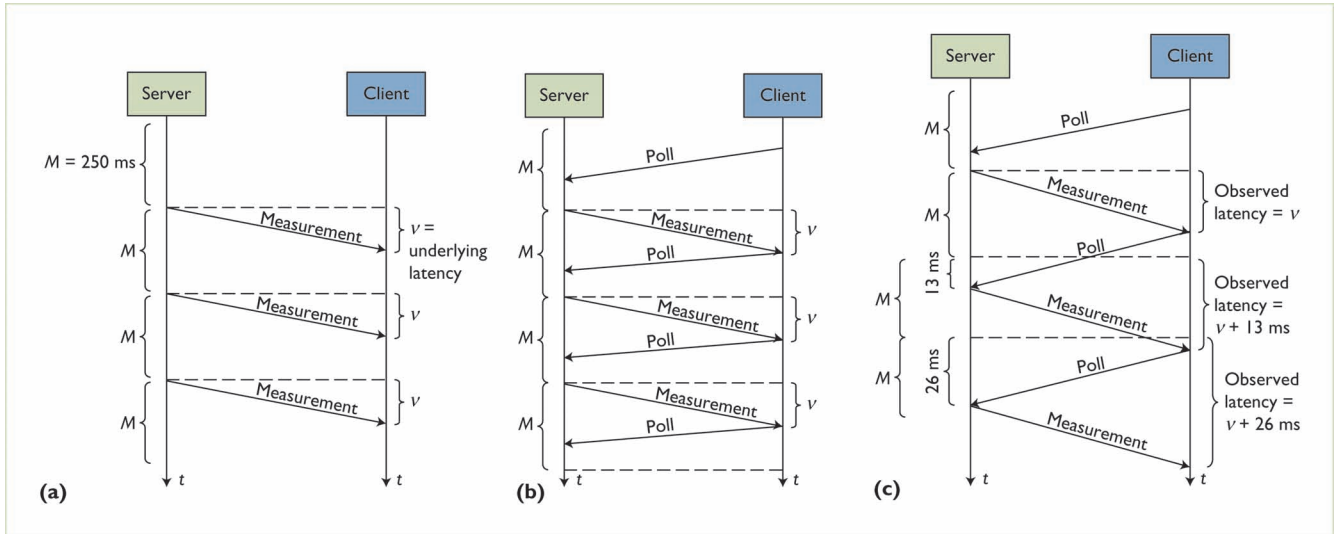 Server
Client
M = 250 ms
Measurement
ν =
underlying
latency
M
Measurement
ν
M
Measurement
ν
M
t
t
(a)
Server
Client
M
Poll
Measurement
ν
M
Poll
Measurement
ν
M
Poll
Measurement
ν
M
Poll
t
t
(b)
Server
Client
M
Poll
Measurement
Observed
latency = ν
M
Poll
13 ms
M
Measurement
Observed
latency =
ν + 13 ms
Poll
26 ms
M
Observed
latency =
ν + 26 ms
Measurement
t
t
(c)